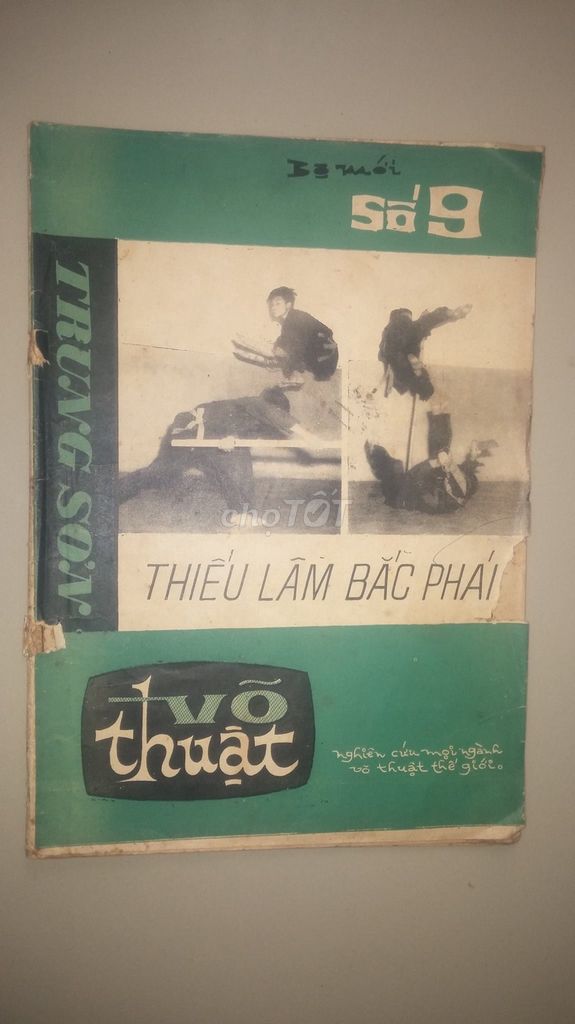 Bộ mới
Số 9
TRUNG SƠN
chợTỐT
THIẾU LÂM BẮC PHÁI
võ
thuật
nghiên cứu mọi ngành
võ thuật thế giới.